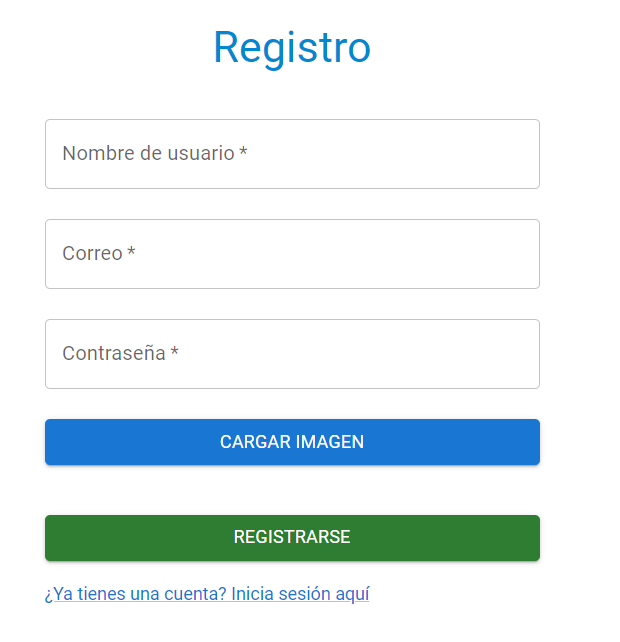 Registro
Nombre de usuario *
Correo *
Contraseña *
CARGAR IMAGEN
REGISTRARSE
¿Ya tienes una cuenta? Inicia sesión aquí